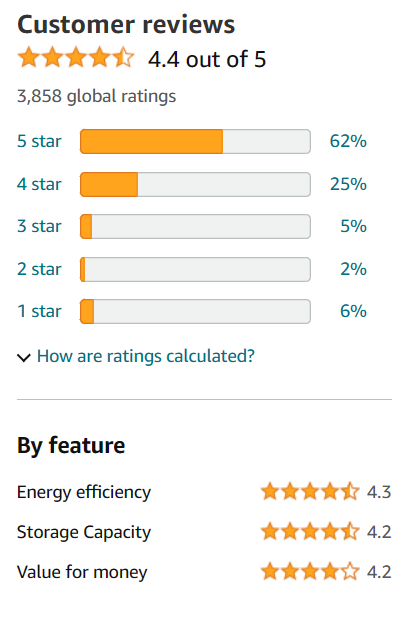 Customer reviews
4.4 out of 5
3,858 global ratings
5 star 62%
4 star 25%
3 star 5%
2 star 2%
1 star 6%
How are ratings calculated?
By feature
Energy efficiency 4.3
Storage Capacity 4.2
Value for money 4.2